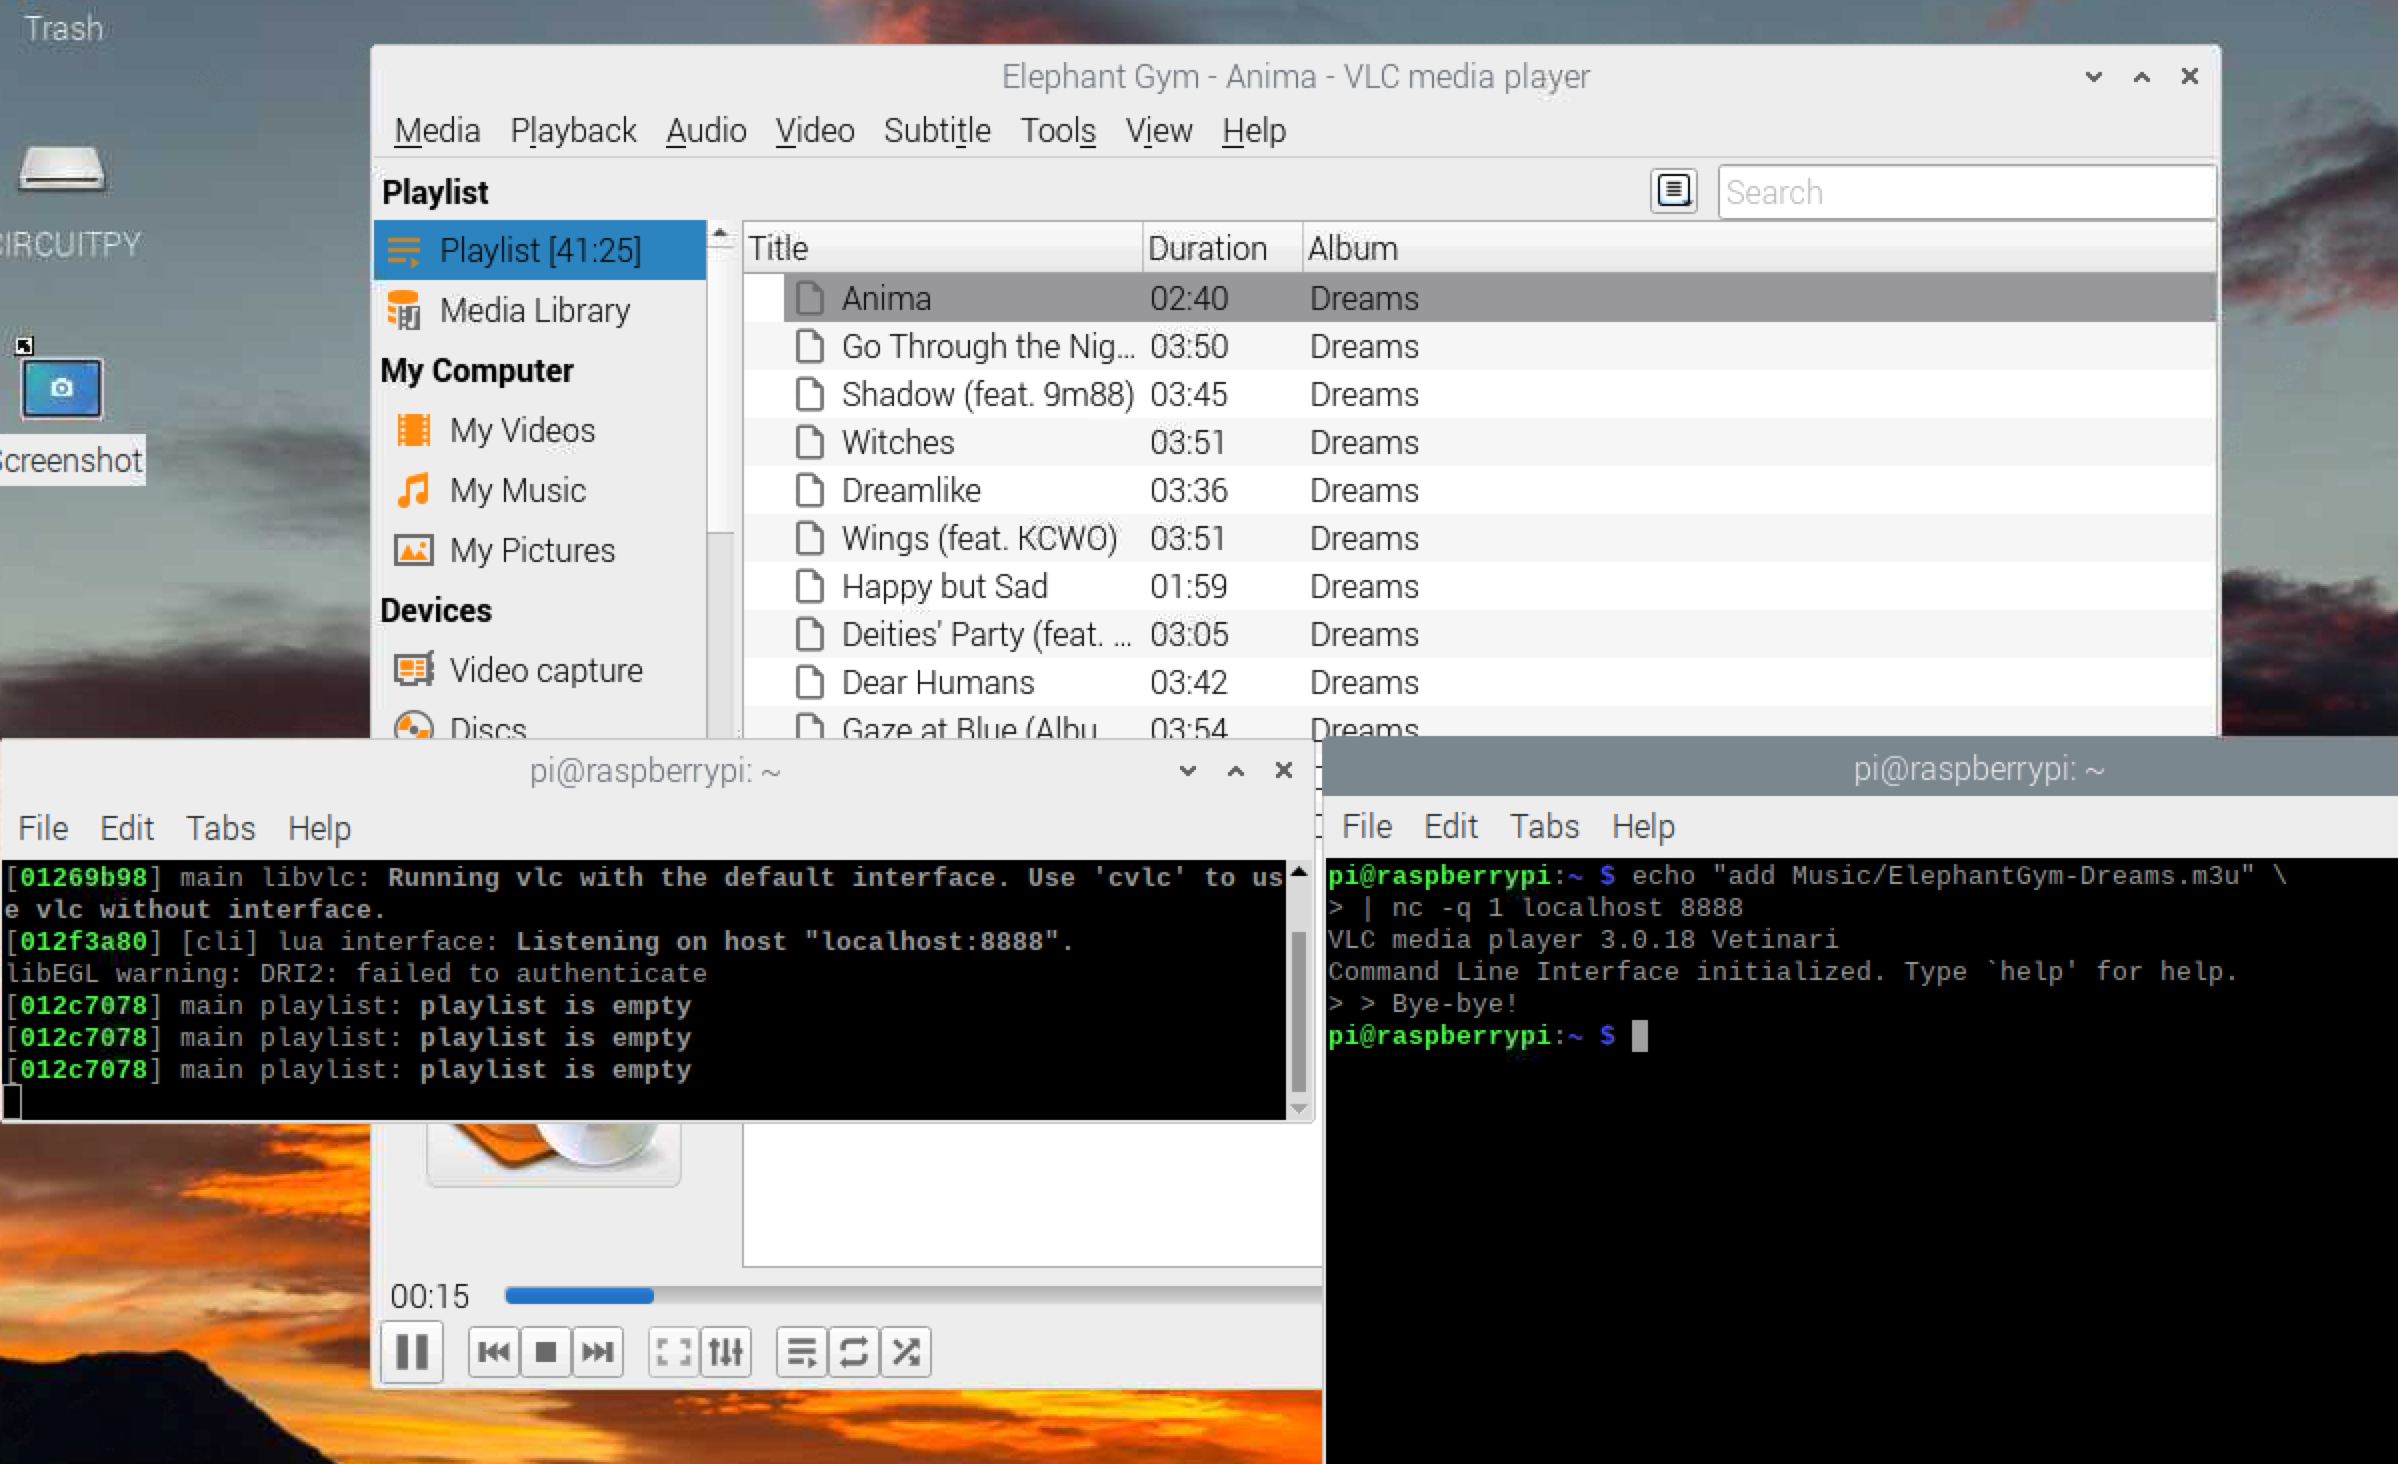 Trash
Elephant Gym - Anima - VLC media player
Media Playback Audio Video Subtitle Tools View Help
Playlist
Search
Playlist [41:25]
Media Library
My Computer
My Videos
My Music
My Pictures
Devices
Video capture
Discs
Title Duration Album
Anima 02:40 Dreams
Go Through the Nig... 03:50 Dreams
Shadow (feat. 9m88) 03:45 Dreams
Witches 03:51 Dreams
Dreamlike 03:36 Dreams
Wings (feat. KCWO) 03:51 Dreams
Happy but Sad 01:59 Dreams
Deities' Party (feat. ... 03:05 Dreams
Dear Humans 03:42 Dreams
Gaze at Blue (Albu 03:54 Dreams
IRCUITPY
creenshot
pi@raspberrypi: ~
File Edit Tabs Help
[01269b98] main libvlc: Running vlc with the default interface. Use 'cvlc' to us
e vlc without interface.
[012f3a80] [cli] lua interface: Listening on host "localhost:8888".
libEGL warning: DRI2: failed to authenticate
[012c7078] main playlist: playlist is empty
[012c7078] main playlist: playlist is empty
[012c7078] main playlist: playlist is empty
pi@raspberrypi: ~
File Edit Tabs Help
pi@raspberrypi:~ $ echo "add Music/ElephantGym-Dreams.m3u" \
> | nc -q 1 localhost 8888
VLC media player 3.0.18 Vetinari
Command Line Interface initialized. Type `help' for help.
> > Bye-bye!
pi@raspberrypi:~ $
00:15